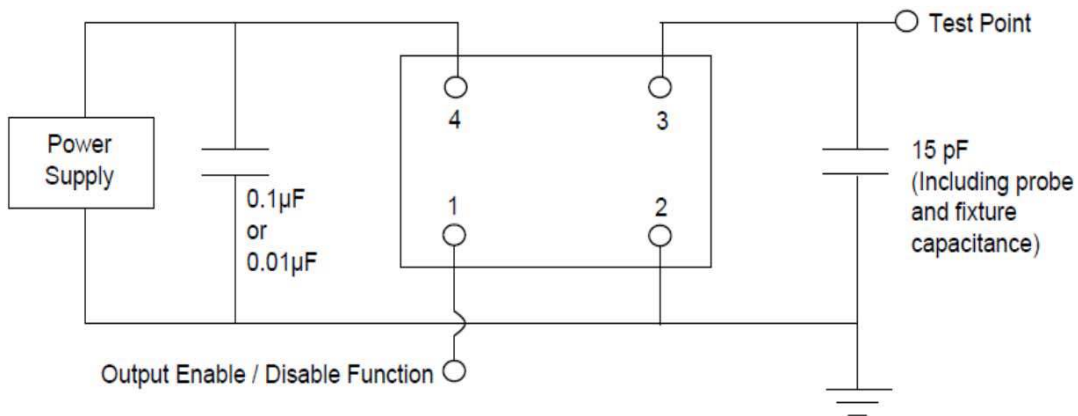 Test Point
4
3
Power
Supply
15 pF
(Including probe
and fixture
capacitance)
0.1µF
or
0.01µF
1
2
Output Enable / Disable Function